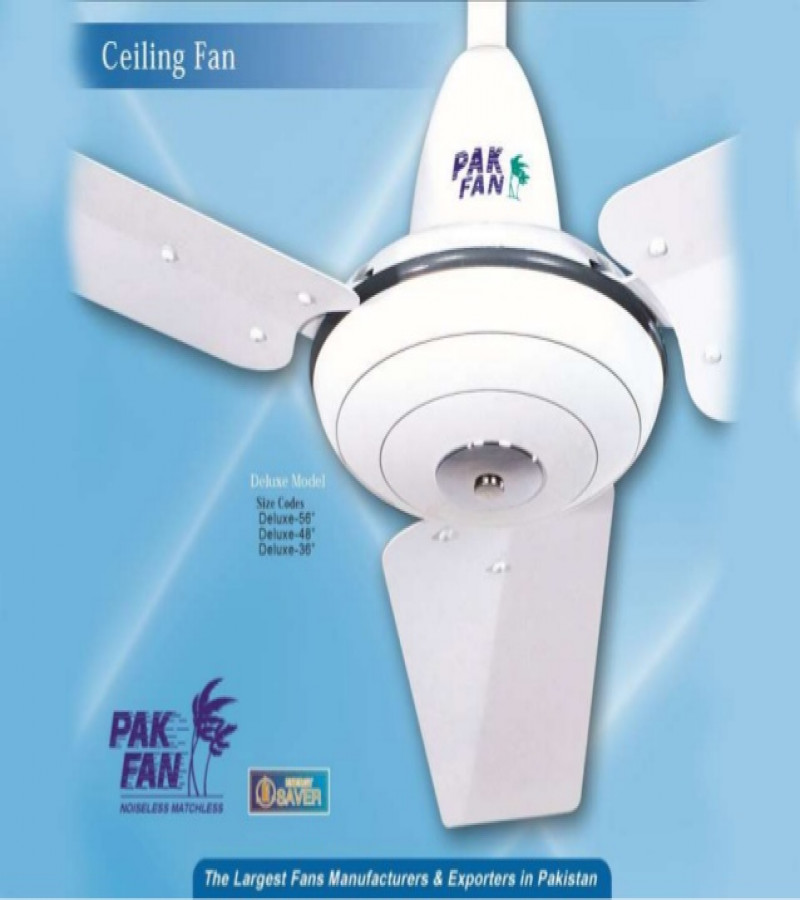 Ceiling Fan
PAK
FAN
Deluxe Model
Size Codes
Deluxe-56"
Deluxe-48"
Deluxe-36"
PAK
FAN
NOISELESS MATCHLESS
ENERGY
SAVER
The Largest Fans Manufacturers & Exporters in Pakistan